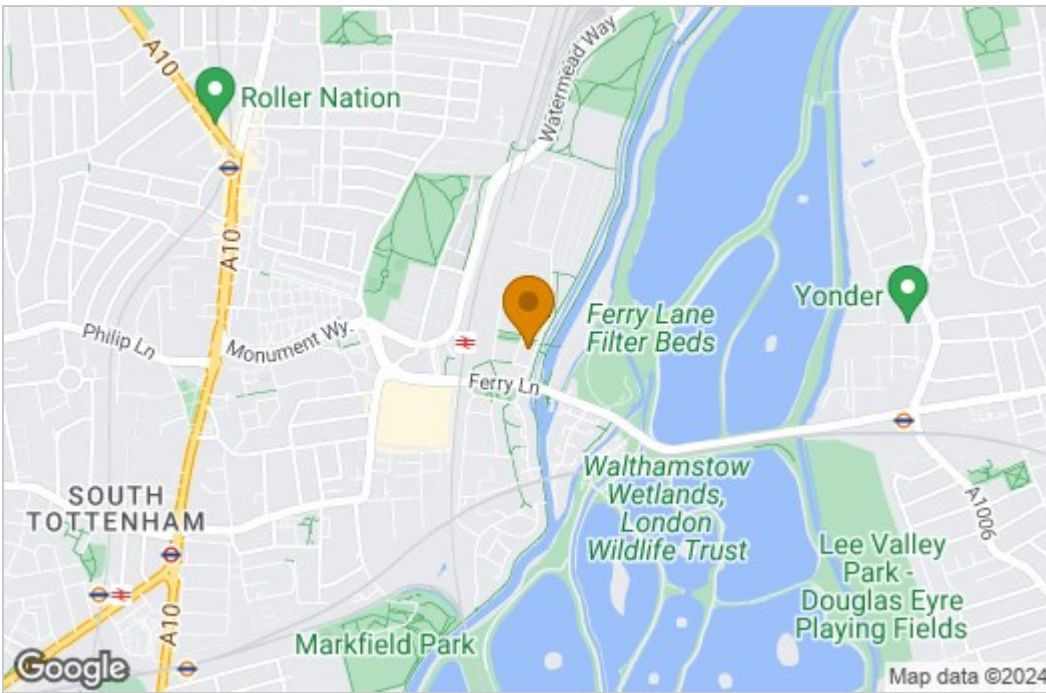 A10
Roller Nation
Watermead Way
A10
Yonder
Ferry Lane
Filter Beds
Philip Ln
Monument Wy.
Ferry Ln
Walthamstow
Wetlands,
London
Wildlife Trust
SOUTH
TOTTENHAM
A1006
Lee Valley
Park -
Douglas Eyre
Playing Fields
A10
Markfield Park
Google
Map data ©2024